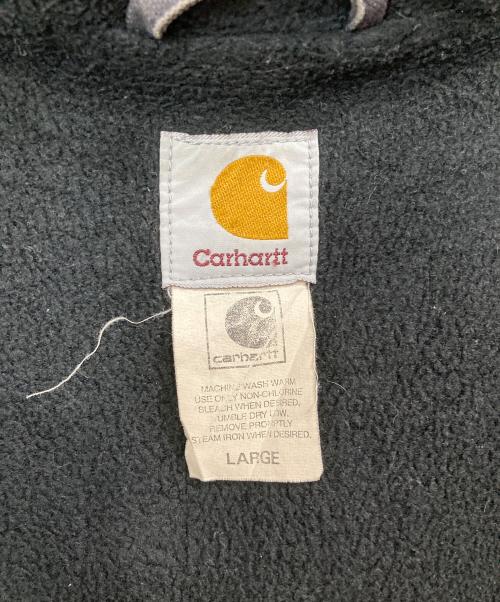 Carhartt
carhartt
MACHINE WASH WARM
USE ONLY NON-CHLORINE
BLEACH WHEN DESIRED.
TUMBLE DRY LOW.
REMOVE PROMPTLY
STEAM IRON WHEN DESIRED.
LARGE